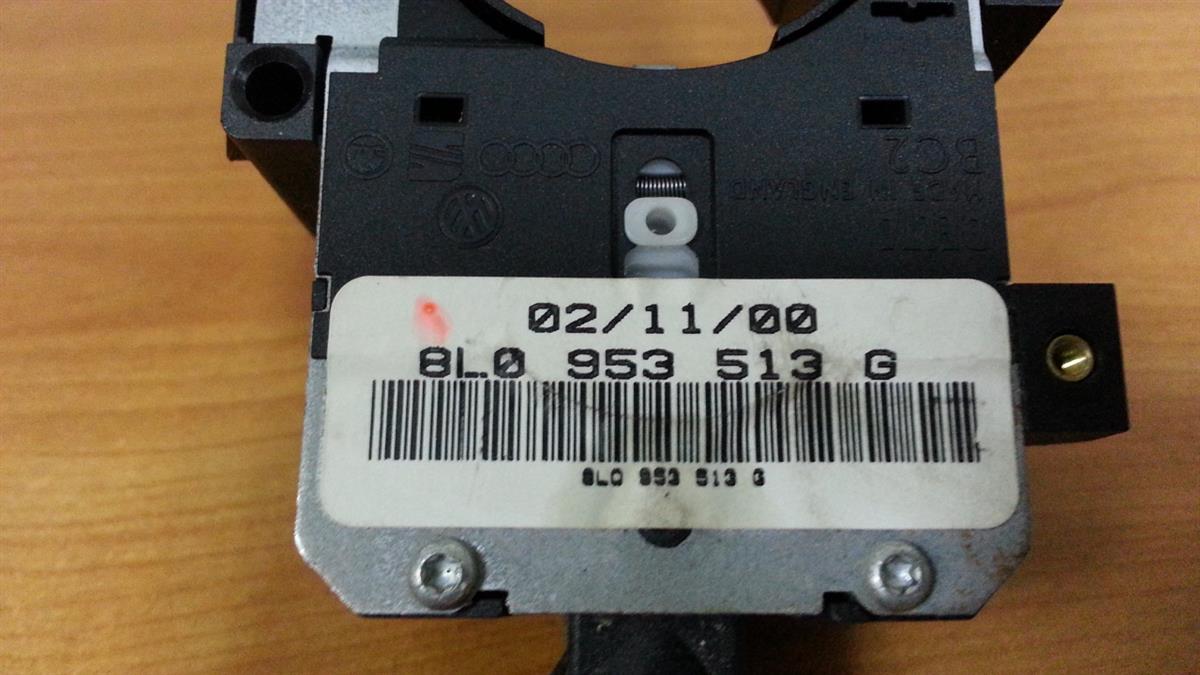 BC2
MADE IN ENGLAND
02/11/00
8L0 953 513 G
8L0 953 513 G